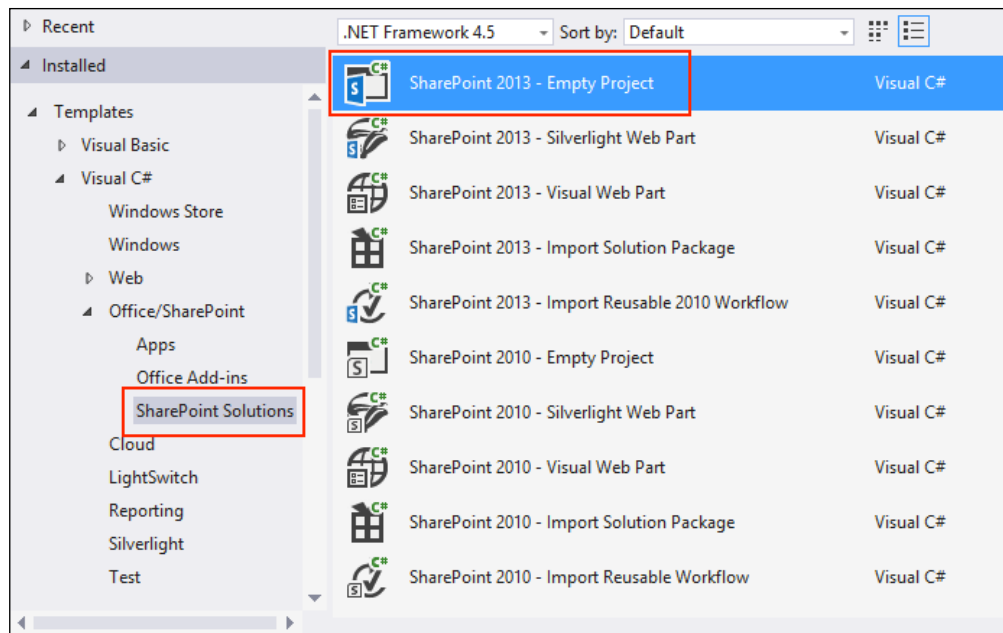 Recent
.NET Framework 4.5 Sort by: Default
Installed
Templates
Visual Basic
Visual C#
Windows Store
Windows
Web
Office/SharePoint
Apps
Office Add-ins
SharePoint Solutions
Cloud
LightSwitch
Reporting
Silverlight
Test
C# S SharePoint 2013 - Empty Project Visual C#
C# S SharePoint 2013 - Silverlight Web Part Visual C#
C# SharePoint 2013 - Visual Web Part Visual C#
C# SharePoint 2013 - Import Solution Package Visual C#
C# S SharePoint 2013 - Import Reusable 2010 Workflow Visual C#
C# S SharePoint 2010 - Empty Project Visual C#
C# S SharePoint 2010 - Silverlight Web Part Visual C#
C# SharePoint 2010 - Visual Web Part Visual C#
C# SharePoint 2010 - Import Solution Package Visual C#
C# S SharePoint 2010 - Import Reusable Workflow Visual C#